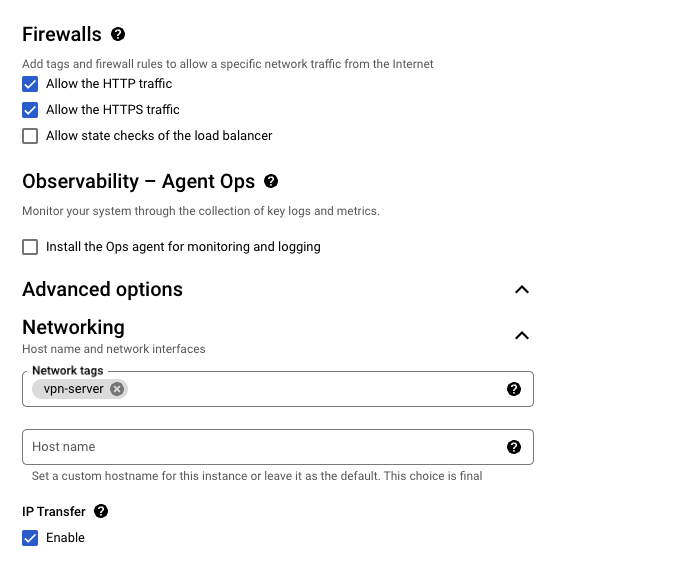 Firewalls
Add tags and firewall rules to allow a specific network traffic from the Internet
Allow the HTTP traffic
Allow the HTTPS traffic
Allow state checks of the load balancer
Observability – Agent Ops
Monitor your system through the collection of key logs and metrics.
Install the Ops agent for monitoring and logging
Advanced options
Networking
Host name and network interfaces
Network tags
vpn-server
Host name
Set a custom hostname for this instance or leave it as the default. This choice is final
IP Transfer
Enable